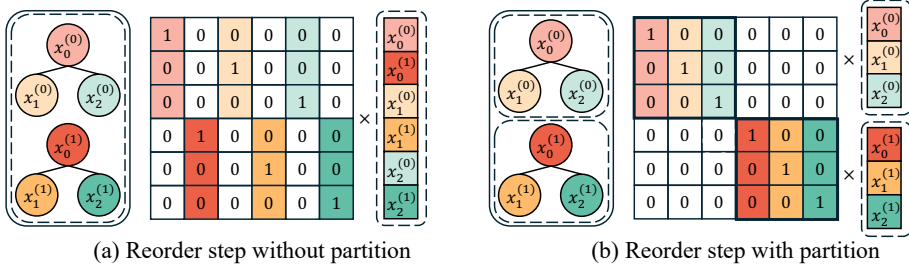 x_0^{(0)}
x_1^{(0)} x_2^{(0)}
x_0^{(1)}
x_1^{(1)} x_2^{(1)}
1 0 0 0 0 0
0 0 1 0 0 0
0 0 0 0 1 0
0 1 0 0 0 0
0 0 0 1 0 0
0 0 0 0 0 1
×
x_0^{(0)}
x_0^{(1)}
x_1^{(0)}
x_1^{(1)}
x_2^{(0)}
x_2^{(1)}
(a) Reorder step without partition
x_0^{(0)}
x_1^{(0)} x_2^{(0)}
x_0^{(1)}
x_1^{(1)} x_2^{(1)}
1 0 0 0 0 0
0 1 0 0 0 0
0 0 1 0 0 0
0 0 0 1 0 0
0 0 0 0 1 0
0 0 0 0 0 1
×
x_0^{(0)}
x_1^{(0)}
x_2^{(0)}
×
x_0^{(1)}
x_1^{(1)}
x_2^{(1)}
(b) Reorder step with partition